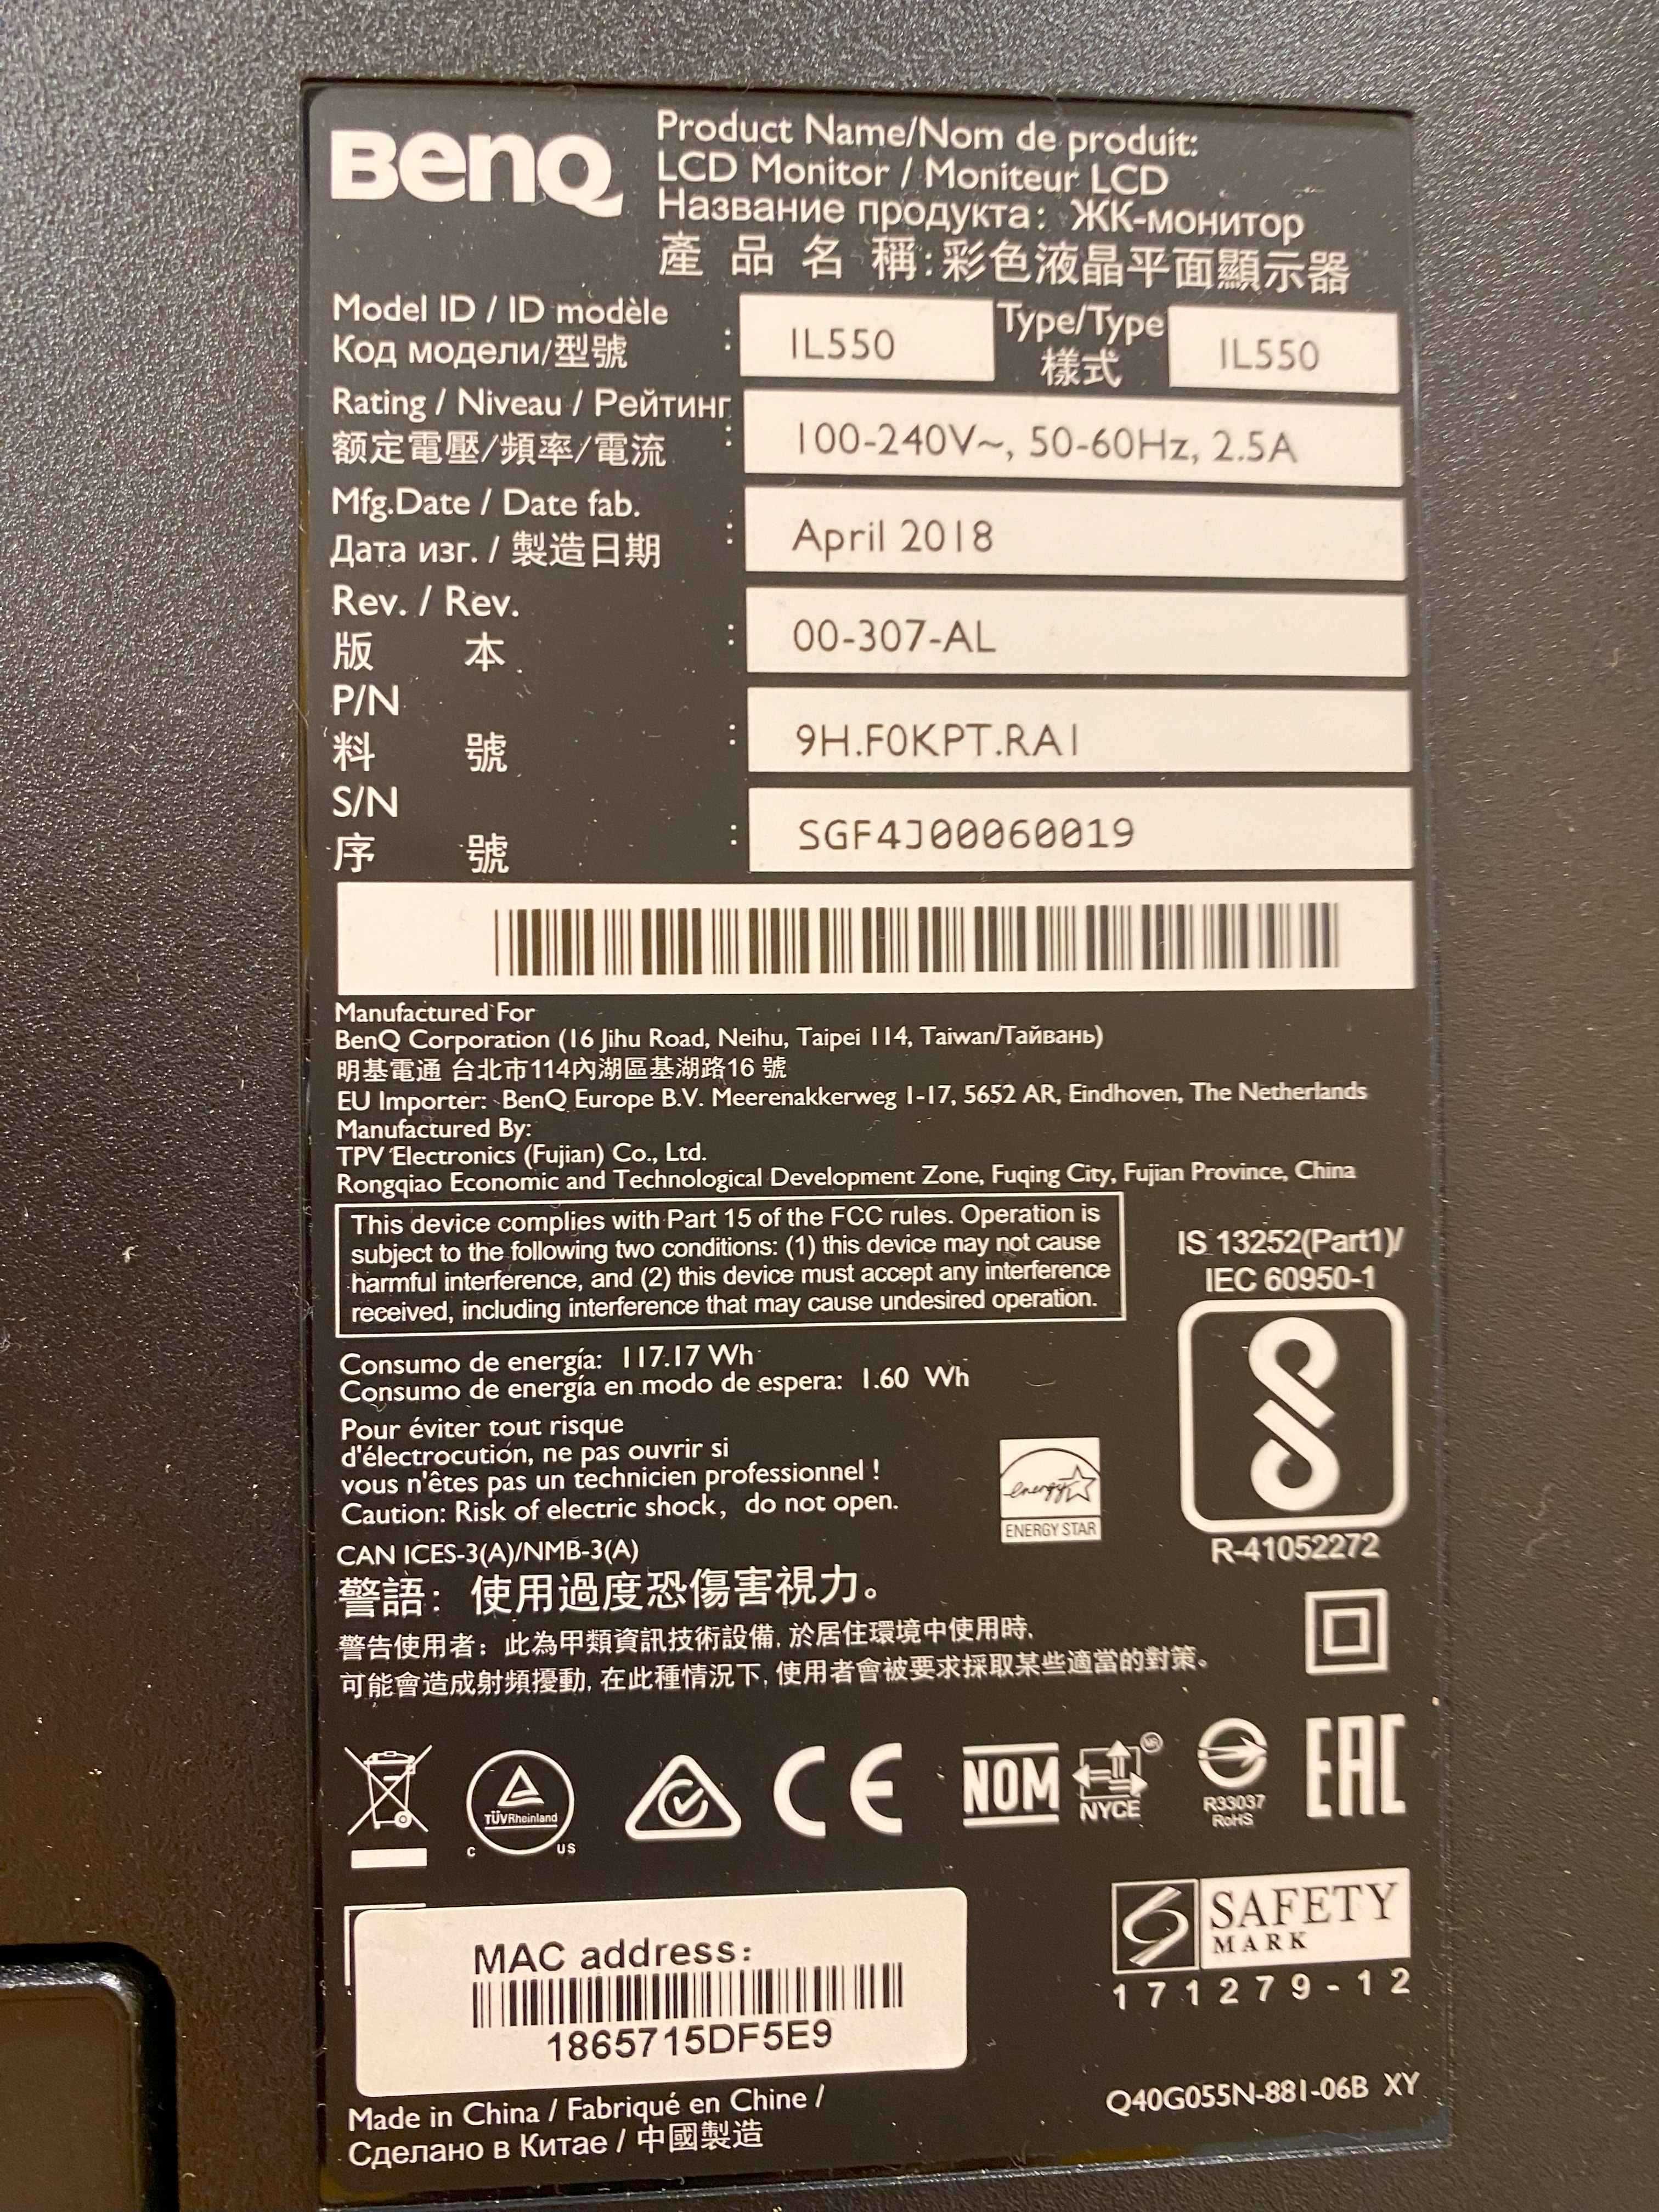 BenQ
Product Name/Nom de produit:
LCD Monitor / Moniteur LCD
Название продукта: ЖК-монитор
產 品 名 稱:彩色液晶平面顯示器
Model ID / ID modèle
Код модели/型號 : IL550
Type/Type
樣式 IL550
Rating / Niveau / Рейтинг
额定電壓/頻率/電流 : 100-240V~, 50-60Hz, 2.5A
Mfg.Date / Date fab.
Дата изг. / 製造日期 : April 2018
Rev. / Rev.
版 本 : 00-307-AL
P/N
料 號 : 9H.F0KPT.RA1
S/N
序 號 : SGF4J00060019
Manufactured For
BenQ Corporation (16 Jihu Road, Neihu, Taipei 114, Taiwan/Тайвань)
明基電通 台北市114內湖區基湖路16 號
EU Importer: BenQ Europe B.V. Meerenakkerweg 1-17, 5652 AR, Eindhoven, The Netherlands
Manufactured By:
TPV Electronics (Fujian) Co., Ltd.
Rongqiao Economic and Technological Development Zone, Fuqing City, Fujian Province, China
This device complies with Part 15 of the FCC rules. Operation is
subject to the following two conditions: (1) this device may not cause
harmful interference, and (2) this device must accept any interference
received, including interference that may cause undesired operation.
IS 13252(Part1)/
IEC 60950-1
R-41052272
Consumo de energía: 117.17 Wh
Consumo de energía en modo de espera: 1.60 Wh
Pour éviter tout risque
d'électrocution, ne pas ouvrir si
vous n'êtes pas un technicien professionnel !
Caution: Risk of electric shock, do not open.
energy
ENERGY STAR
CAN ICES-3(A)/NMB-3(A)
警語: 使用過度恐傷害視力。
警告使用者: 此為甲類資訊技術設備, 於居住環境中使用時,
可能會造成射頻擾動, 在此種情況下, 使用者會被要求採取某些適當的對策。
TÜVRheinland
C US
CE
NOM
NYCE
MR
R33037
RoHS
EAC
SAFETY
MARK
171279-12
MAC address:
1865715DF5E9
Made in China / Fabriqué en Chine /
Сделано в Китае / 中國製造
Q40G055N-881-06B XY